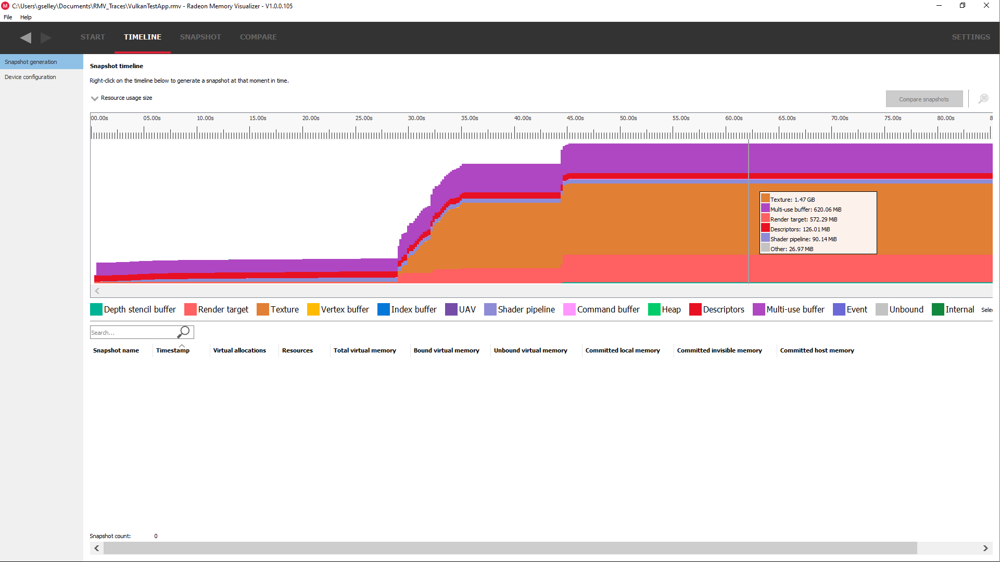 M C:\Users\gselley\Documents\RMV_Traces\VulkanTestApp.rmv - Radeon Memory Visualizer - V1.0.0.105
File Help
START TIMELINE SNAPSHOT COMPARE SETTINGS
Snapshot generation
Device configuration
Snapshot timeline
Right-click on the timeline below to generate a snapshot at that moment in time.
Resource usage size
Compare snapshots
00.00s 05.00s 10.00s 15.00s 20.00s 25.00s 30.00s 35.00s 40.00s 45.00s 50.00s 55.00s 60.00s 65.00s 70.00s 75.00s 80.00s 8
Texture: 1.47 GiB
Multi-use buffer: 620.06 MiB
Render target: 572.29 MiB
Descriptors: 126.01 MiB
Shader pipeline: 90.14 MiB
Other: 26.97 MiB
Depth stencil buffer Render target Texture Vertex buffer Index buffer UAV Shader pipeline Command buffer Heap Descriptors Multi-use buffer Event Unbound Internal Selec
Search...
Snapshot name Timestamp Virtual allocations Resources Total virtual memory Bound virtual memory Unbound virtual memory Committed local memory Committed invisible memory Committed host memory
Snapshot count: 0